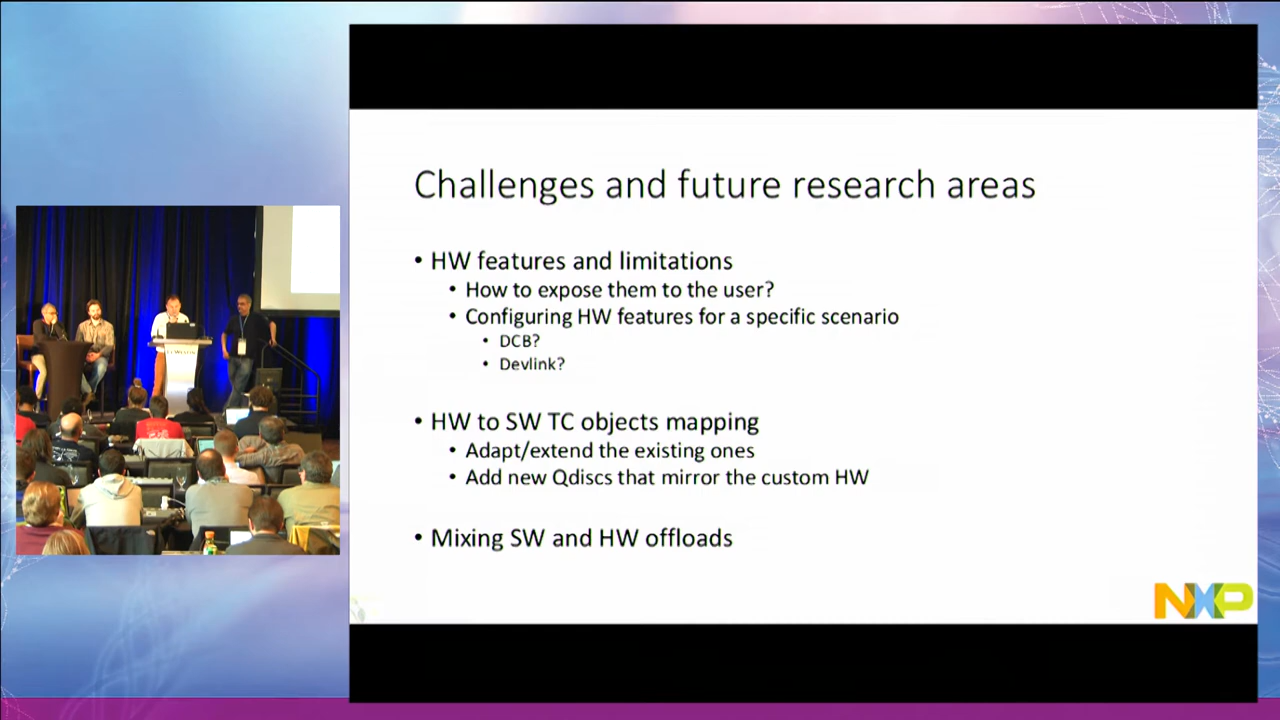 Challenges and future research areas
• HW features and limitations
• How to expose them to the user?
• Configuring HW features for a specific scenario
• DCB?
• Devlink?
• HW to SW TC objects mapping
• Adapt/extend the existing ones
• Add new Qdiscs that mirror the custom HW
• Mixing SW and HW offloads
NXP